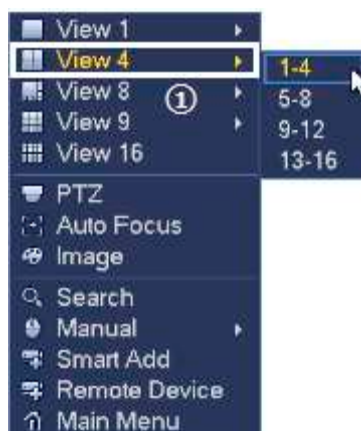 View 1
View 4
1-4
View 8
①
5-8
View 9
9-12
View 16
13-16
PTZ
Auto Focus
Image
Search
Manual
Smart Add
Remote Device
Main Menu